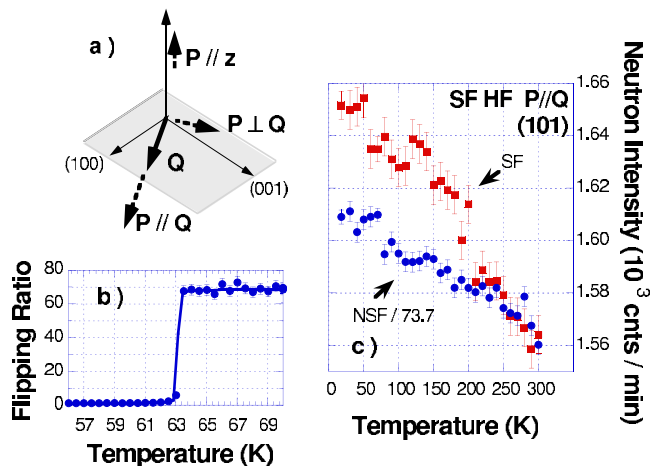 a )
P // z
P ⊥ Q
(100)
Q
(001)
P // Q
b )
Flipping Ratio
80
60
40
20
0
57 59 61 63 65 67 69
Temperature (K)
SF HF P//Q
(101)
SF
NSF / 73.7
c )
1.66
1.64
1.62
1.60
1.58
1.56
0 50 100 150 200 250 300 350
Temperature (K)
Neutron Intensity (10³ cnts / min)